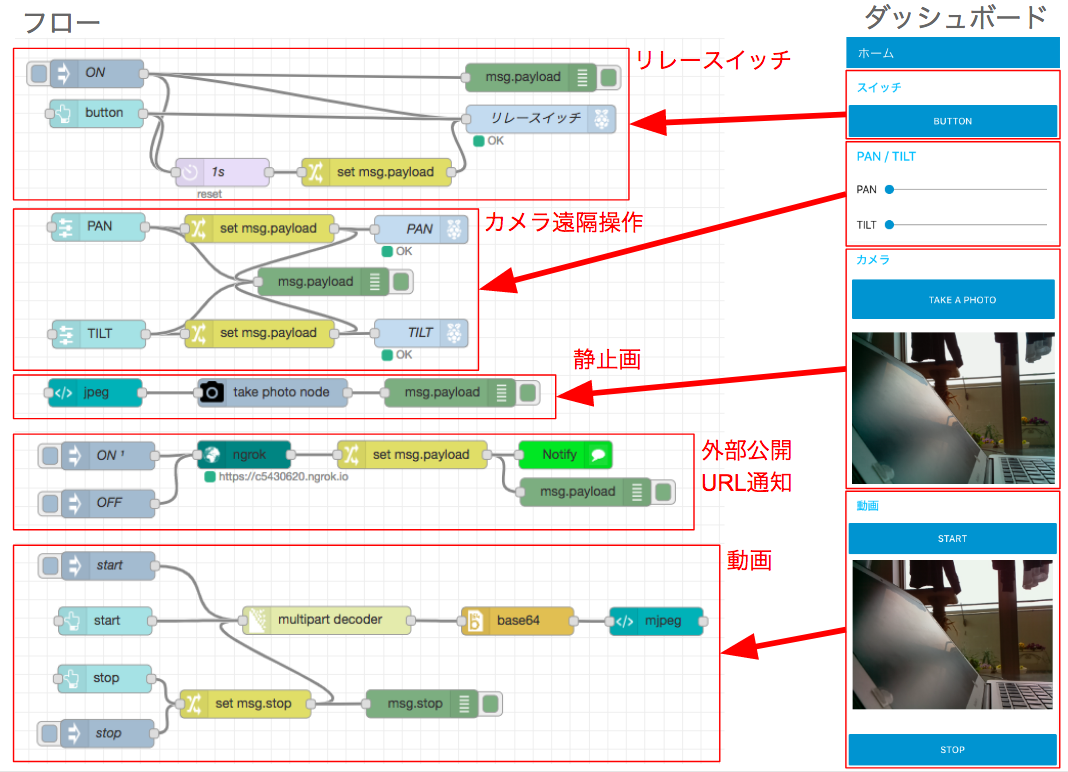 フロー
リレースイッチ
ON
msg.payload
button
リレースイッチ
OK
1s
set msg.payload
reset
カメラ遠隔操作
PAN
set msg.payload
PAN
OK
msg.payload
TILT
set msg.payload
TILT
OK
静止画
jpeg
take photo node
msg.payload
外部公開
URL通知
ON ¹
ngrok
set msg.payload
Notify
https://c5430620.ngrok.io
OFF
msg.payload
動画
start
start
multipart decoder
base64
mjpeg
stop
set msg.stop
msg.stop
stop
ダッシュボード
ホーム
スイッチ
BUTTON
PAN / TILT
PAN
TILT
カメラ
TAKE A PHOTO
動画
START
STOP